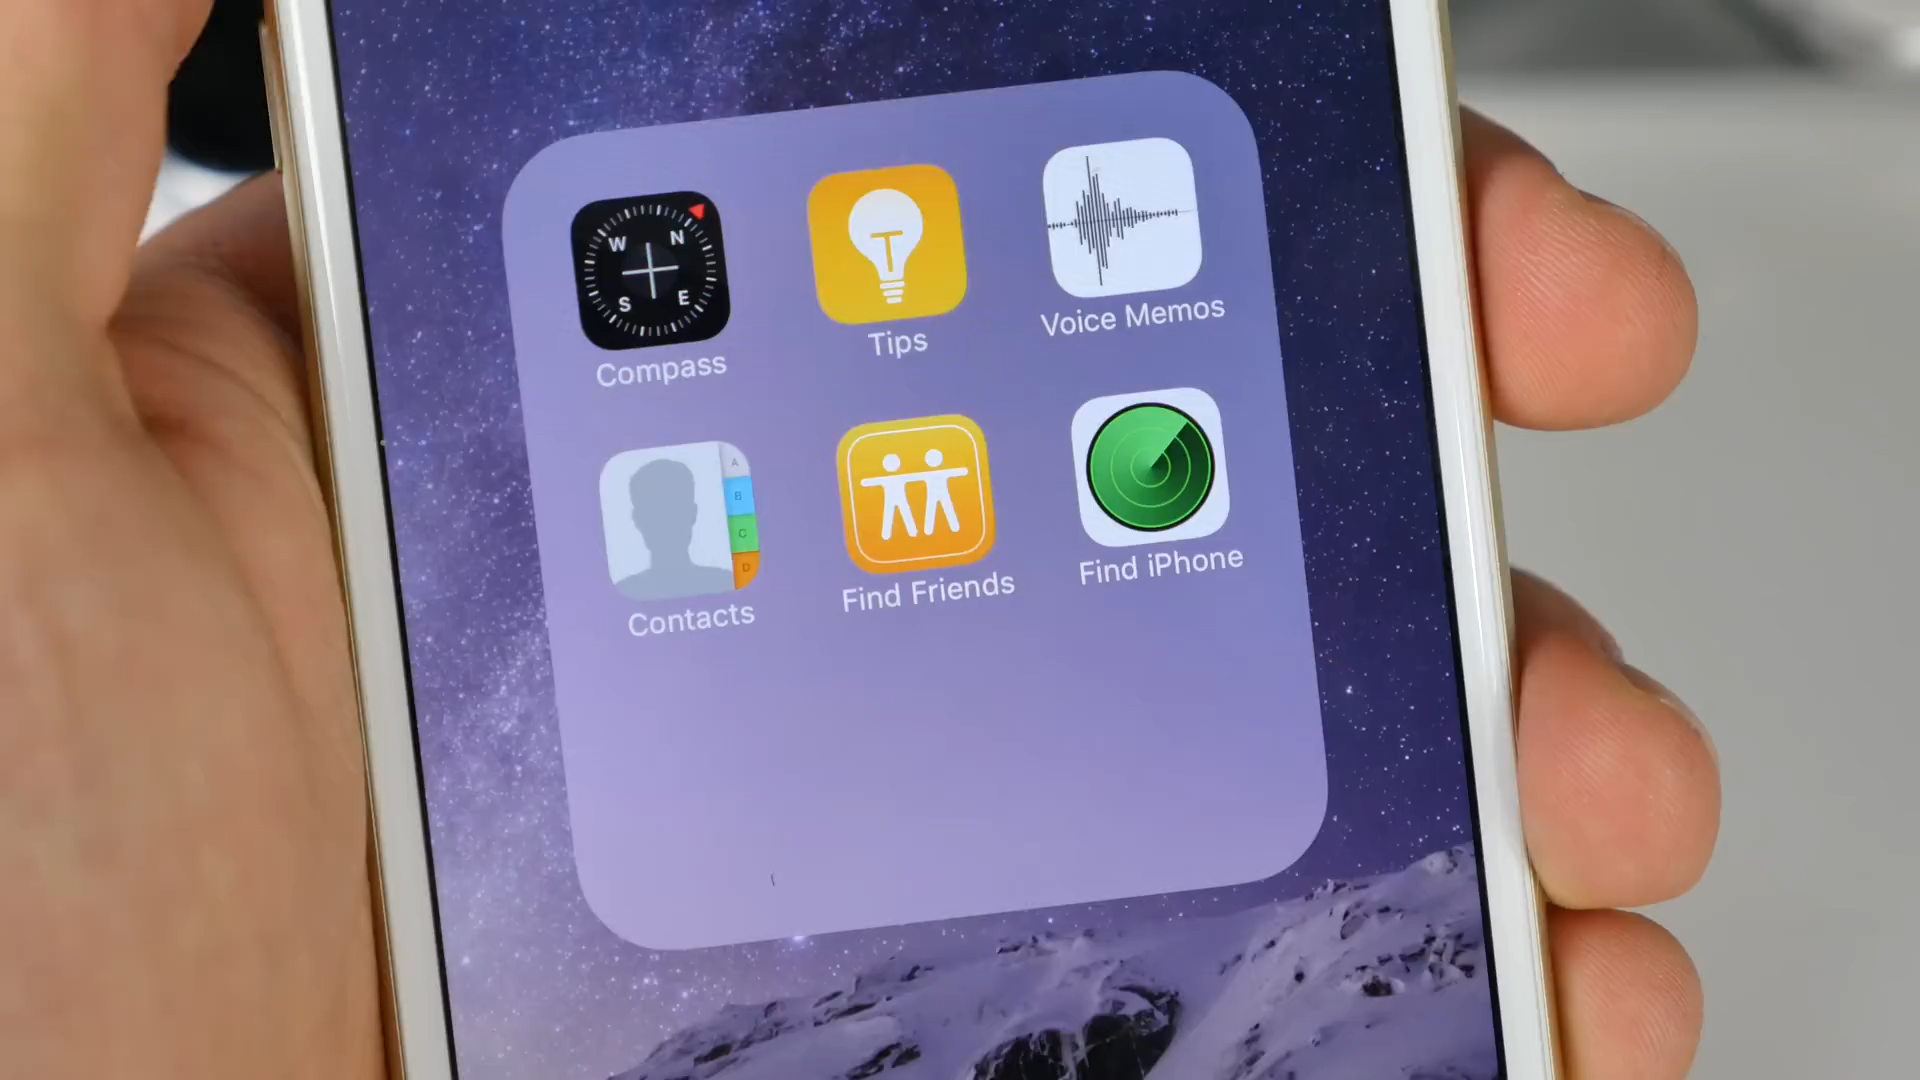 W N
S E
Compass
Tips
Voice Memos
A
B
C
D
Contacts
Find Friends
Find iPhone